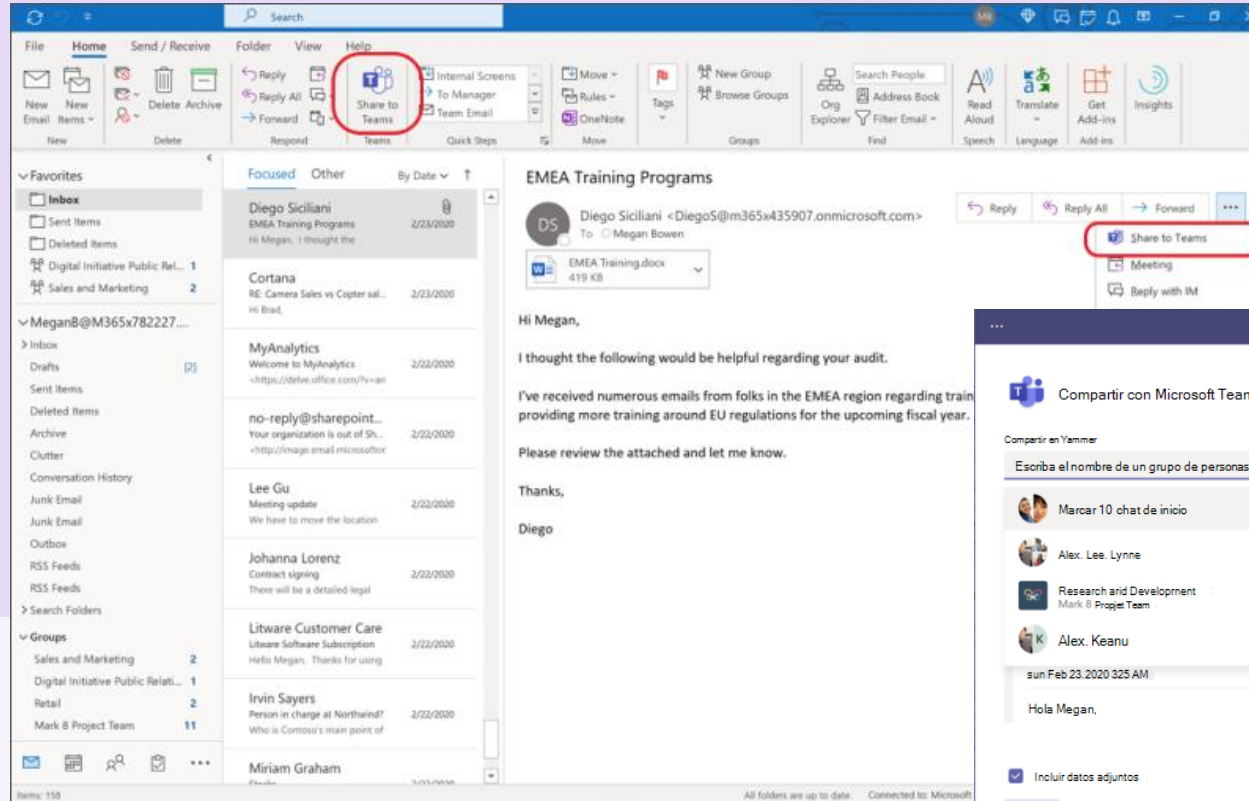 Search
MB
File Home Send / Receive Folder View Help
New Email
New Items
Delete
Archive
Reply
Reply All
Forward
Share to Teams
Internal Screens
To Manager
Team Email
Move
Rules
OneNote
Tags
New Group
Browse Groups
Org Explorer
Search People
Address Book
Filter Email
Read Aloud
Translate
Get Add-ins
Insights
New Delete Respond Teams Quick Steps Move Groups Find Speech Language Add-ins
Favorites
Inbox
Sent Items
Deleted Items
Digital Initiative Public Rel... 1
Sales and Marketing 2
MeganB@M365x782227....
Inbox
Drafts [2]
Sent Items
Deleted Items
Archive
Clutter
Conversation History
Junk Email
Junk Email
Outbox
RSS Feeds
RSS Feeds
Search Folders
Groups
Sales and Marketing 2
Digital Initiative Public Relati... 1
Retail 2
Mark 8 Project Team 11
Items: 158
Focused Other By Date
Diego Siciliani
EMEA Training Programs 2/23/2020
Hi Megan, I thought the
Cortana
RE: Camera Sales vs Copter sal... 2/23/2020
Hi Brad,
MyAnalytics
Welcome to MyAnalytics 2/22/2020
<https://delve.office.com/?v=an
no-reply@sharepoint...
Your organization is out of Sh... 2/22/2020
<http://image.email.microsoftor
Lee Gu
Meeting update 2/22/2020
We have to move the location
Johanna Lorenz
Contract signing 2/22/2020
There will be a detailed legal
Litware Customer Care
Litware Software Subscription 2/22/2020
Hello Megan, Thanks for using
Irvin Sayers
Person in charge at Northwind? 2/22/2020
Who is Contoso's main point of
Miriam Graham
EMEA Training Programs
DS
Diego Siciliani <DiegoS@m365x435907.onmicrosoft.com>
To Megan Bowen
Reply Reply All Forward ...
Share to Teams
Meeting
Reply with IM
EMEA Training.docx
419 KB
Hi Megan,
I thought the following would be helpful regarding your audit.
I've received numerous emails from folks in the EMEA region regarding train
providing more training around EU regulations for the upcoming fiscal year.
Please review the attached and let me know.
Thanks,
Diego
All folders are up to date. Connected to: Microsoft
...
Compartir con Microsoft Team
Compartir en Yammer
Escriba el nombre de un grupo de personas
Marcar 10 chat de inicio
Alex. Lee. Lynne
Research arid Developrnent
Mark 8 Propjet Team
K
Alex. Keanu
sun Feb 23.2020 325 AM
Hola Megan,
Incluir datos adjuntos